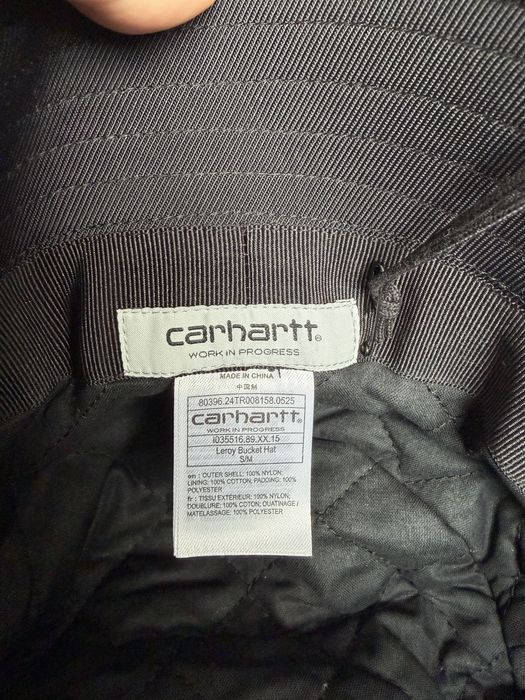 carhartt®
WORK IN PROGRESS
MADE IN CHINA
中国制
80396.24TR008158.0525
carhartt®
WORK IN PROGRESS
I035516.89.XX.15
Leroy Bucket Hat
S/M
en : OUTER SHELL: 100% NYLON;
LINING: 100% COTTON; PADDING: 100%
POLYESTER
fr : TISSU EXTÉRIEUR: 100% NYLON;
DOUBLURE: 100% COTON; OUATINAGE /
MATELASSAGE: 100% POLYESTER